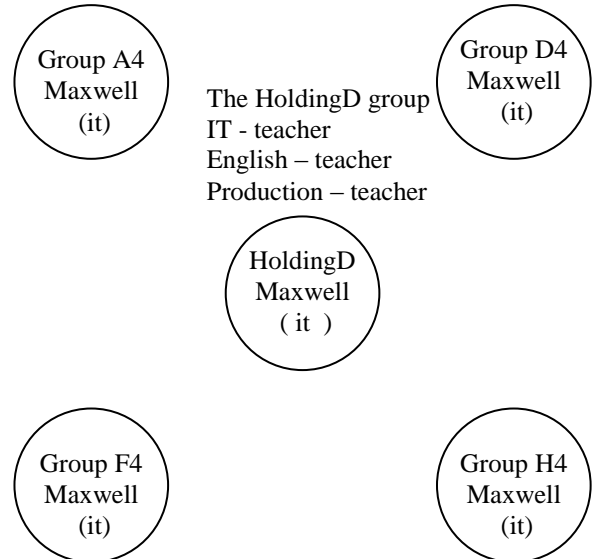 Group A4
Maxwell
(it)
Group D4
Maxwell
(it)
The HoldingD group
IT - teacher
English – teacher
Production – teacher
HoldingD
Maxwell
( it  )
Group F4
Maxwell
(it)
Group H4
Maxwell
(it)